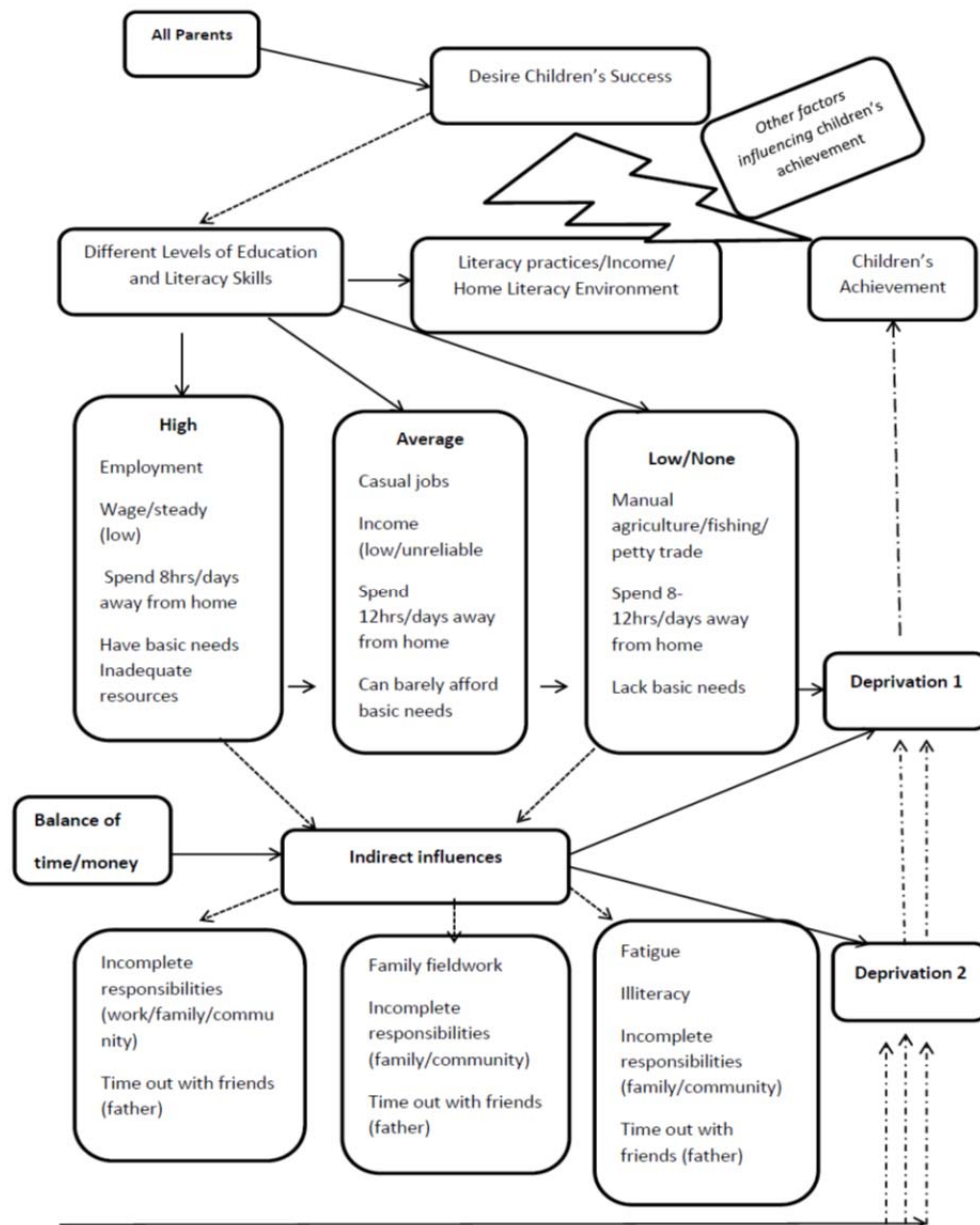 All Parents
Desire Children's Success
Other factors
influencing children's
achievement
Different Levels of Education
and Literacy Skills
Literacy practices/Income/
Home Literacy Environment
Children's
Achievement
High
Employment
Wage/steady
(low)
Spend 8hrs/days
away from home
Have basic needs
Inadequate
resources
Average
Casual jobs
Income
(low/unreliable
Spend
12hrs/days away
from home
Can barely afford
basic needs
Low/None
Manual
agriculture/fishing/
petty trade
Spend 8-
12hrs/days away
from home
Lack basic needs
Deprivation 1
Balance of
time/money
Indirect influences
Deprivation 2
Incomplete
responsibilities
(work/family/commu
nity)
Time out with friends
(father)
Family fieldwork
Incomplete
responsibilities
(family/community)
Time out with friends
(father)
Fatigue
Illiteracy
Incomplete
responsibilities
(family/community)
Time out with
friends (father)